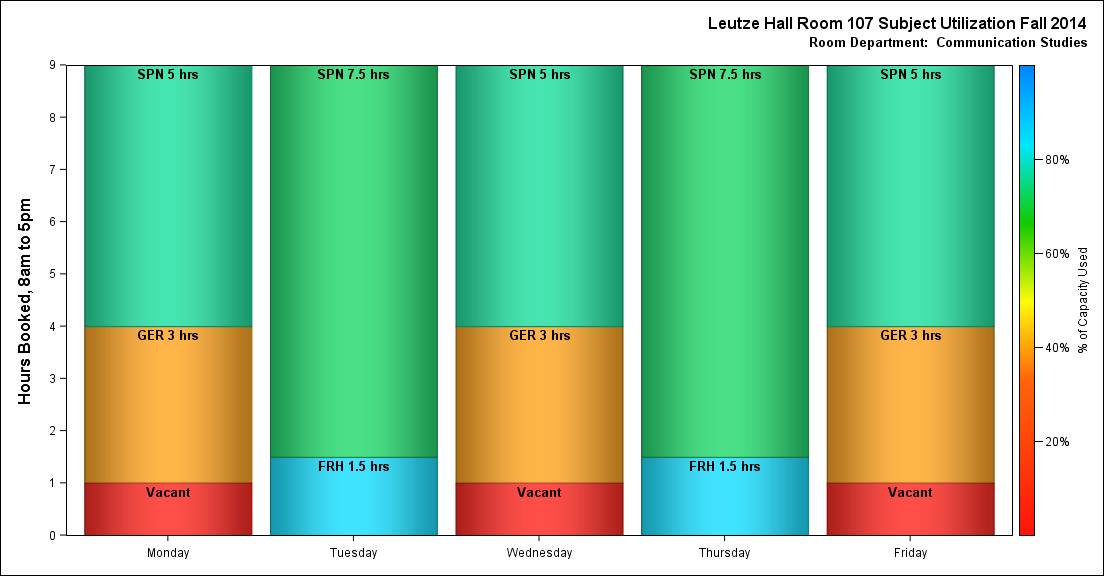 Leutze Hall Room 107 Subject Utilization Fall 2014
Room Department:  Communication Studies
Hours Booked, 8am to 5pm
9
8
7
6
5
4
3
2
1
0
SPN 5 hrs
GER 3 hrs
Vacant
SPN 7.5 hrs
FRH 1.5 hrs
SPN 5 hrs
GER 3 hrs
Vacant
SPN 7.5 hrs
FRH 1.5 hrs
SPN 5 hrs
GER 3 hrs
Vacant
Monday
Tuesday
Wednesday
Thursday
Friday
80%
60%
40%
20%
% of Capacity Used